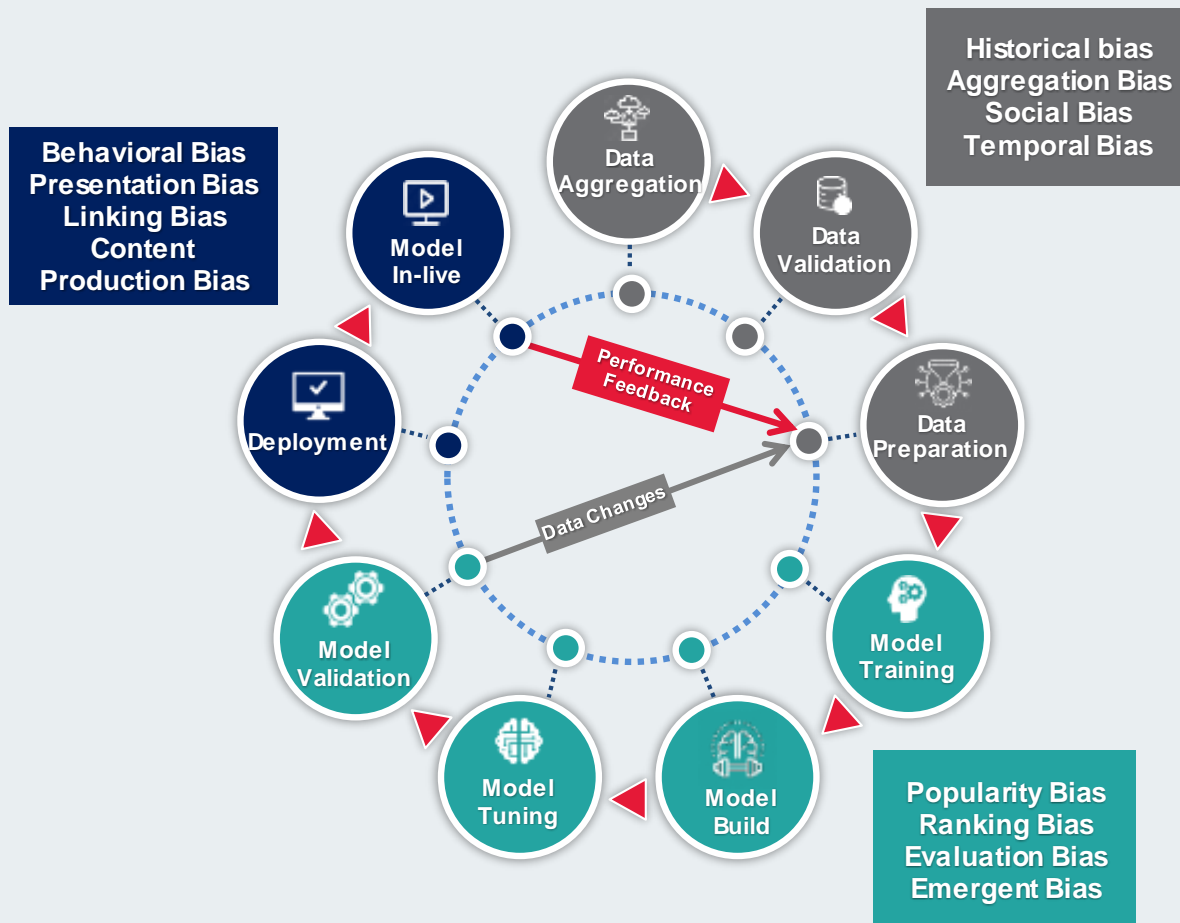 Historical bias
Aggregation Bias
Social Bias
Temporal Bias
Behavioral Bias
Presentation Bias
Linking Bias
Content
Production Bias
Data
Aggregation
Data
Validation
Data
Preparation
Model
Training
Model
Build
Model
Tuning
Model
Validation
Deployment
Model
In-live
Performance
Feedback
Data Changes
Popularity Bias
Ranking Bias
Evaluation Bias
Emergent Bias